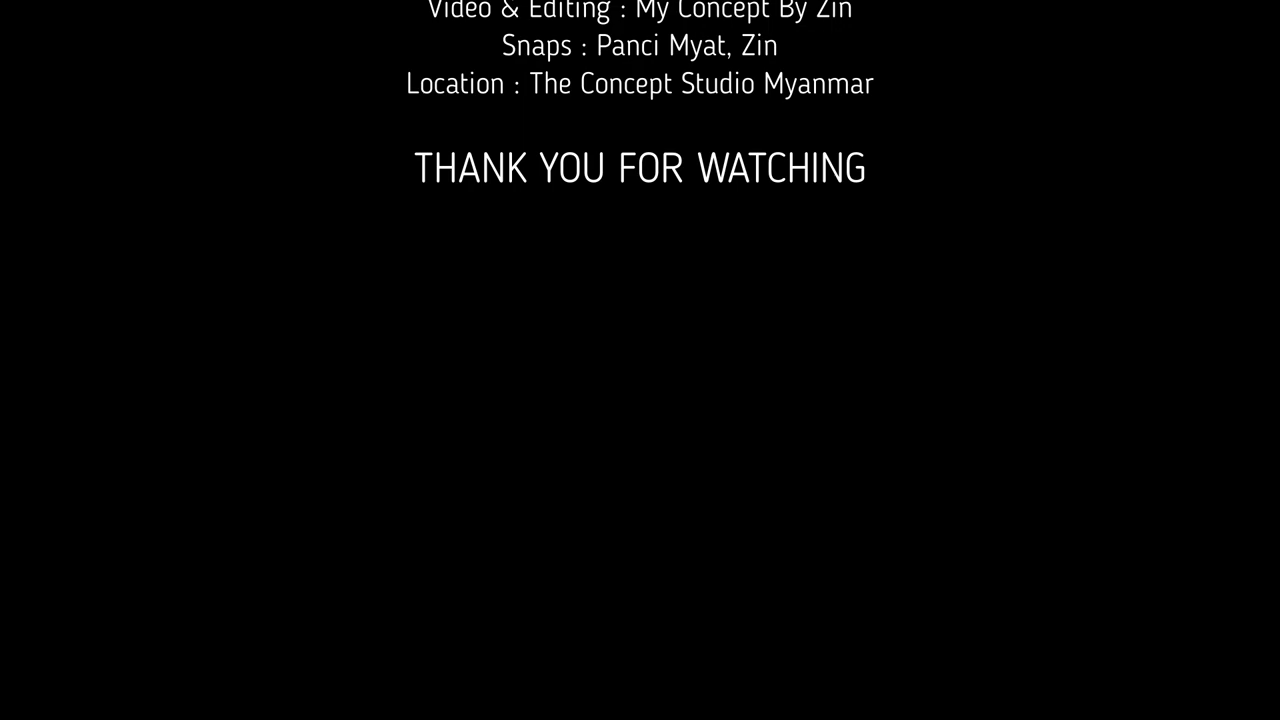 Video & Editing : My Concept By Zin
Snaps : Panci Myat, Zin
Location : The Concept Studio Myanmar
THANK YOU FOR WATCHING